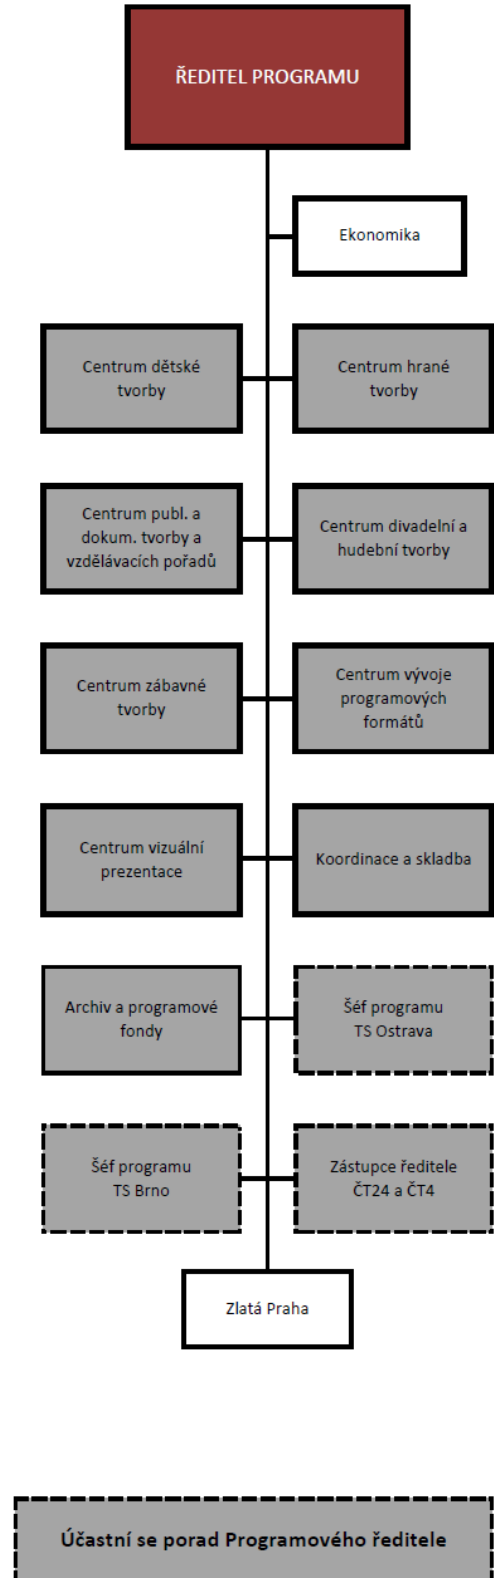 ŘEDITEL PROGRAMU
Ekonomika
Centrum dětské
tvorby
Centrum hrané
tvorby
Centrum publ. a
dokum. tvorby a
vzdělávacích pořadů
Centrum divadelní a
hudební tvorby
Centrum zábavné
tvorby
Centrum vývoje
programových
formátů
Centrum vizuální
prezentace
Koordinace a skladba
Archiv a programové
fondy
Šéf programu
TS Ostrava
Šéf programu
TS Brno
Zástupce ředitele
ČT24 a ČT4
Zlatá Praha
Účastní se porad Programového ředitele